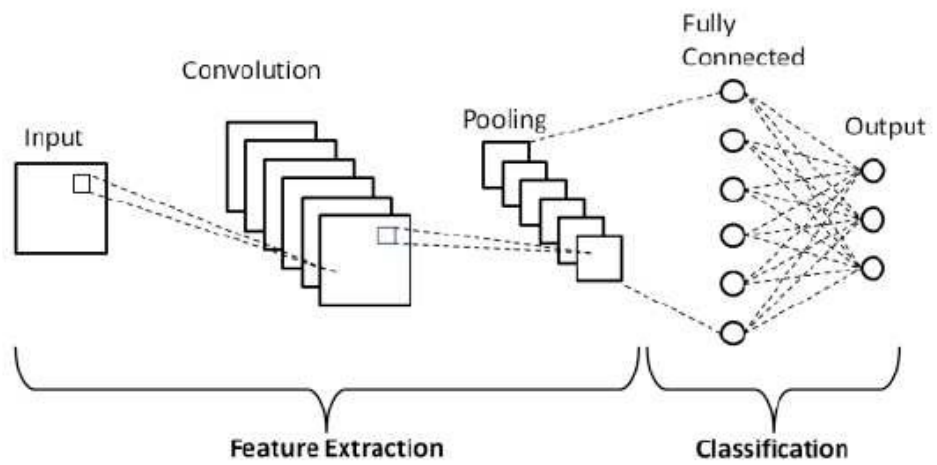 Input
Convolution
Pooling
Fully
Connected
Output
Feature Extraction
Classification